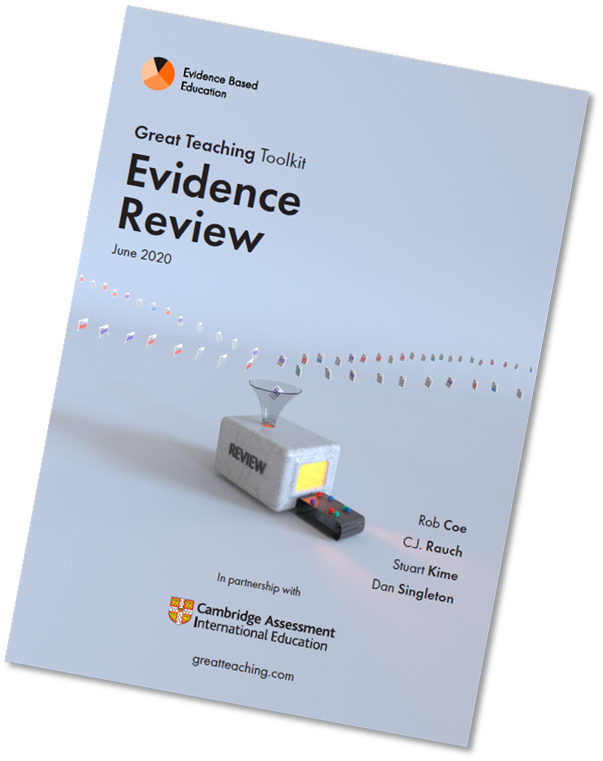 Evidence Based
Education
Great Teaching Toolkit
Evidence
Review
June 2020
REVIEW
Rob Coe
C.J. Rauch
Stuart Kime
Dan Singleton
In partnership with
Cambridge Assessment
International Education
greatteaching.com